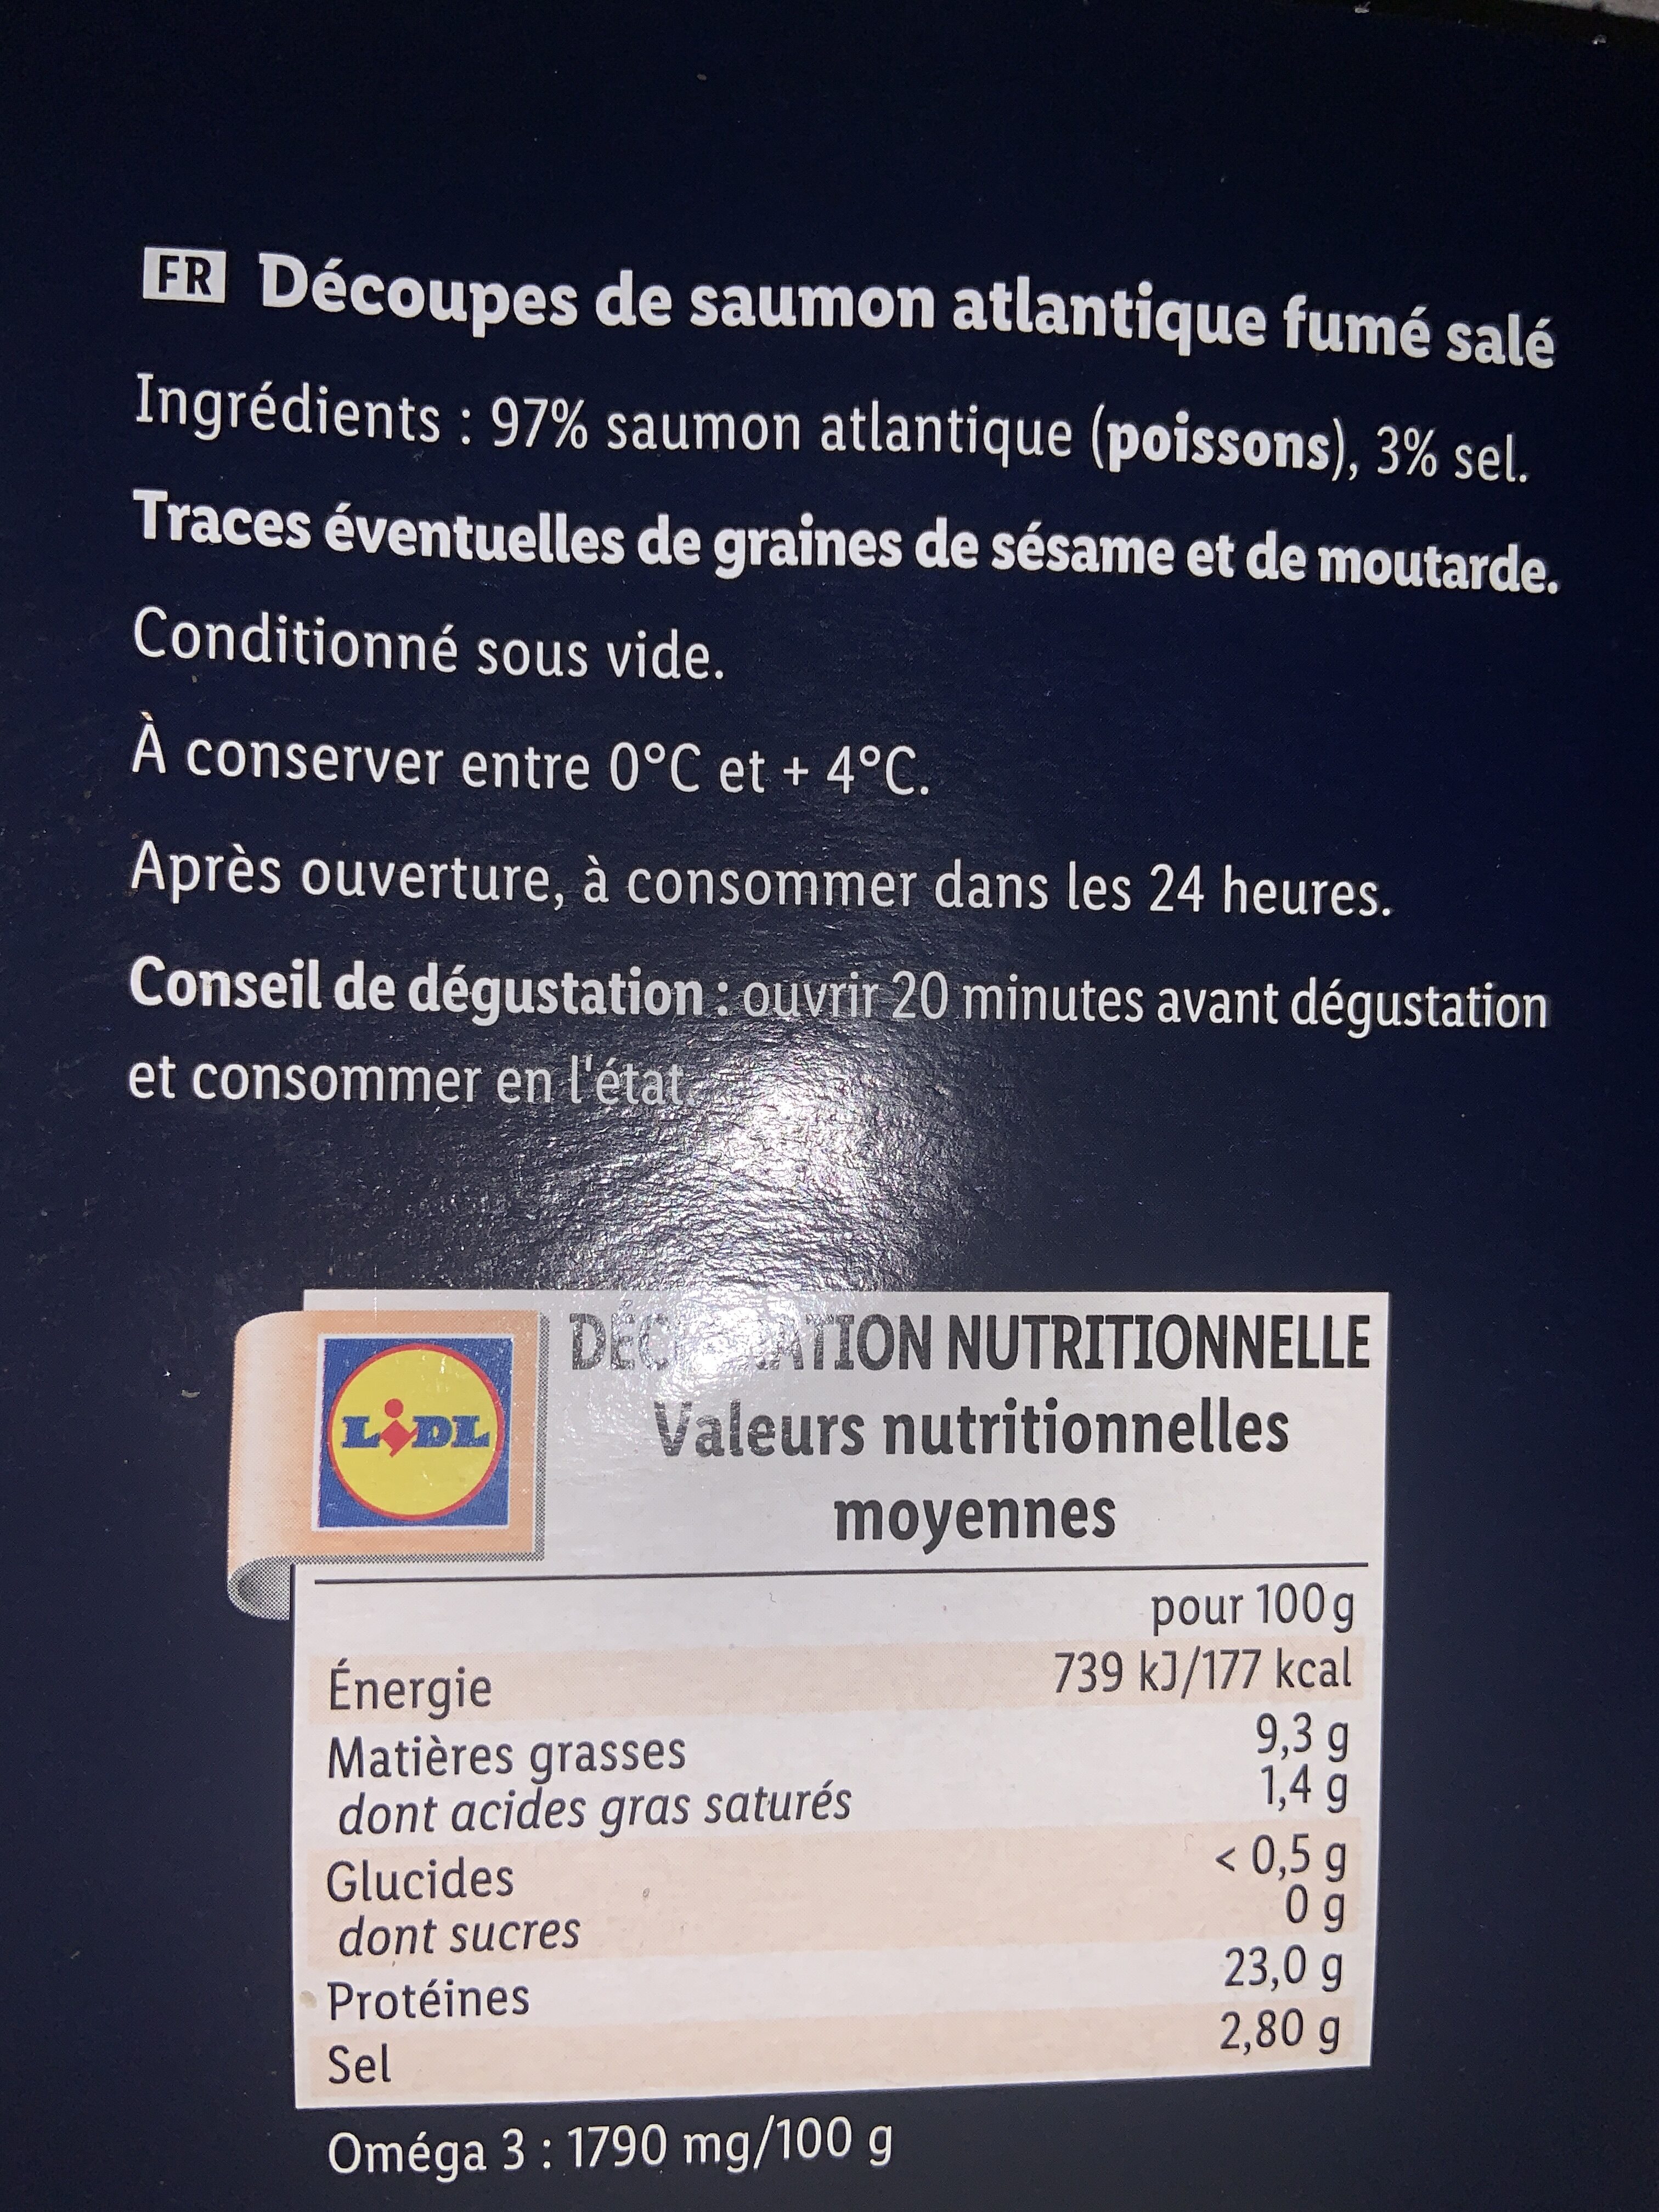 FR Découpes de saumon atlantique fumé salé
Ingrédients : 97% saumon atlantique (poissons), 3% sel.
Traces éventuelles de graines de sésame et de moutarde.
Conditionné sous vide.
À conserver entre 0°C et + 4°C.
Après ouverture, à consommer dans les 24 heures.
Conseil de dégustation : ouvrir 20 minutes avant dégustation
et consommer en l'état.
LIDL
DÉCLARATION NUTRITIONNELLE
Valeurs nutritionnelles
moyennes
pour 100 g
Énergie 739 kJ/177 kcal
Matières grasses 9,3 g
dont acides gras saturés 1,4 g
Glucides < 0,5 g
dont sucres 0 g
Protéines 23,0 g
Sel 2,80 g
Oméga 3 : 1790 mg/100 g